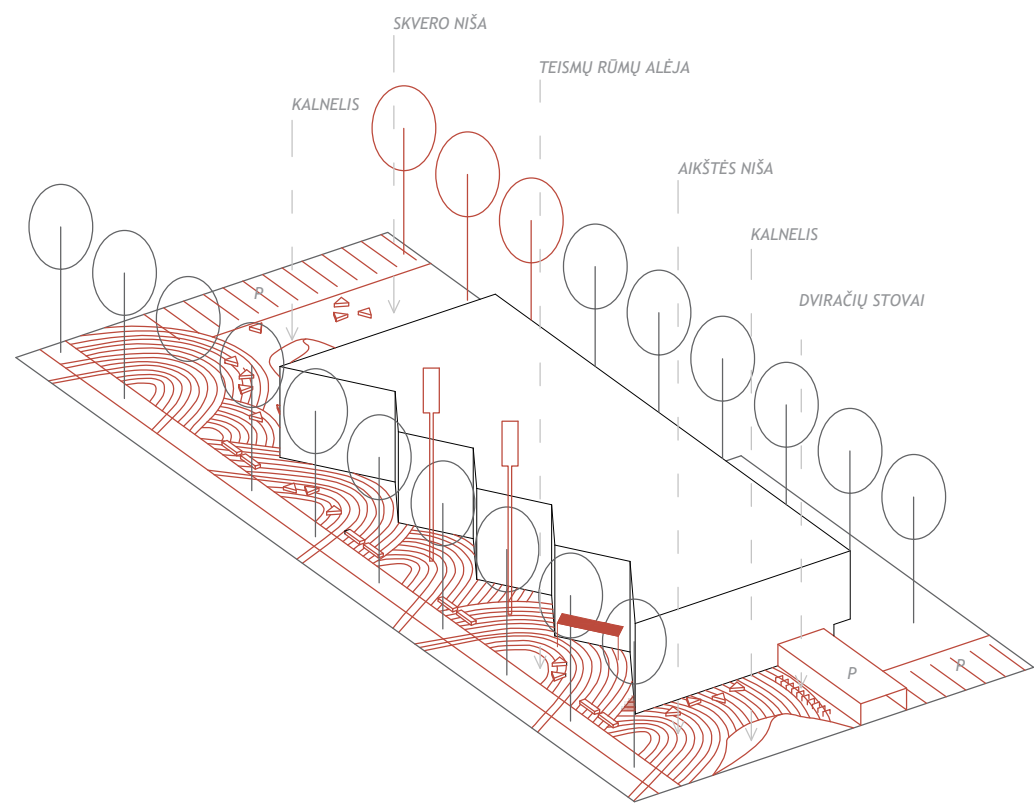 SKVERO NIŠA
TEISMŲ RŪMŲ ALĖJA
KALNELIS
AIKŠTĖS NIŠA
KALNELIS
P
DVIRAČIŲ STOVAI
P
P